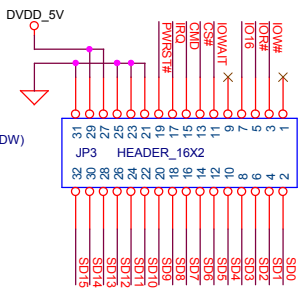 DVDD_5V
PWRST#
IRQ
CMD
CS#
IOWAIT
IO16
IOR#
IOW#
DW)
31 29 27 25 23 21 19 17 15 13 11 9 7 5 3 1
JP3 HEADER_16X2
32 30 28 26 24 22 20 18 16 14 12 10 8 6 4 2
SD15
SD14
SD13
SD12
SD11
SD10
SD9
SD8
SD7
SD6
SD5
SD4
SD3
SD2
SD1
SD0